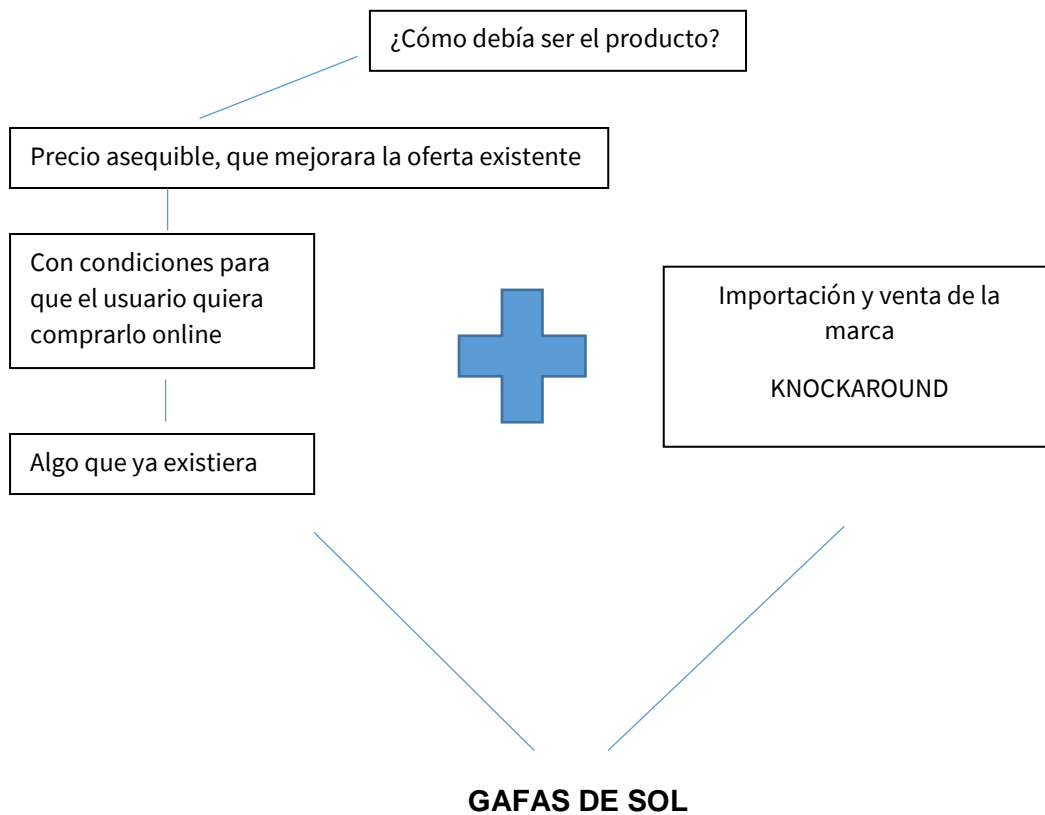 ¿Cómo debía ser el producto?
Precio asequible, que mejorara la oferta existente
Con condiciones para
que el usuario quiera
comprarlo online
Algo que ya existiera
Importación y venta de la
marca
KNOCKAROUND
GAFAS DE SOL